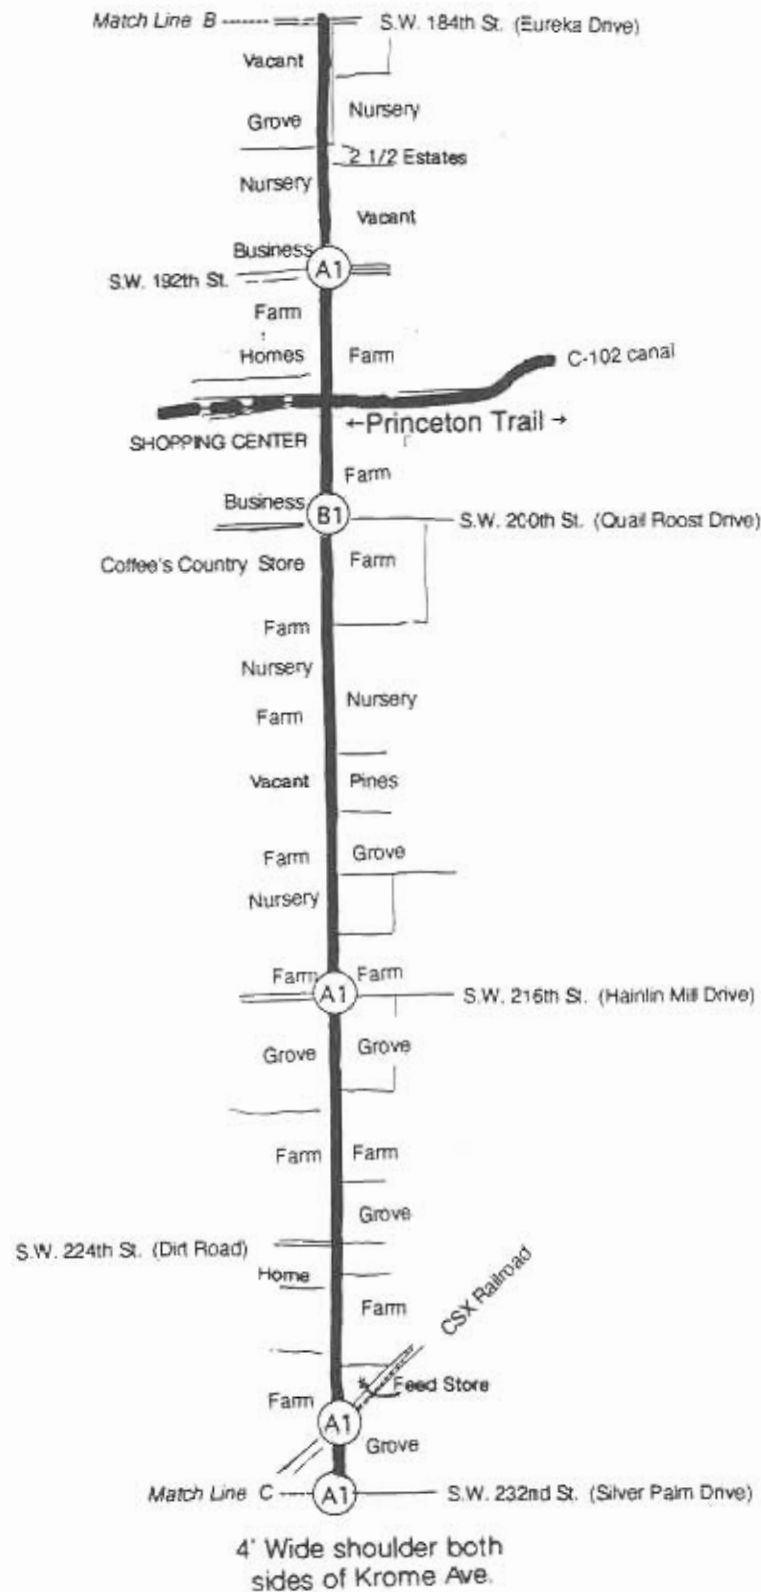 Match Line B
S.W. 184th St. (Eureka Drive)
Vacant
Nursery
Grove
2 1/2 Estates
Nursery
Vacant
Business
A1
S.W. 192th St.
Farm
Homes
Farm
C-102 canal
←Princeton Trail→
SHOPPING CENTER
Farm
Business
B1
S.W. 200th St. (Quail Roost Drive)
Coffee's Country Store
Farm
Farm
Nursery
Nursery
Farm
Vacant
Pines
Farm
Grove
Nursery
Farm
Farm
A1
S.W. 216th St. (Hainlin Mill Drive)
Grove
Grove
Farm
Farm
Grove
S.W. 224th St. (Dirt Road)
Home
Farm
CSX Railroad
* Feed Store
Farm
A1
Grove
Match Line C
A1
S.W. 232nd St. (Silver Palm Drive)
4' Wide shoulder both
sides of Krome Ave.